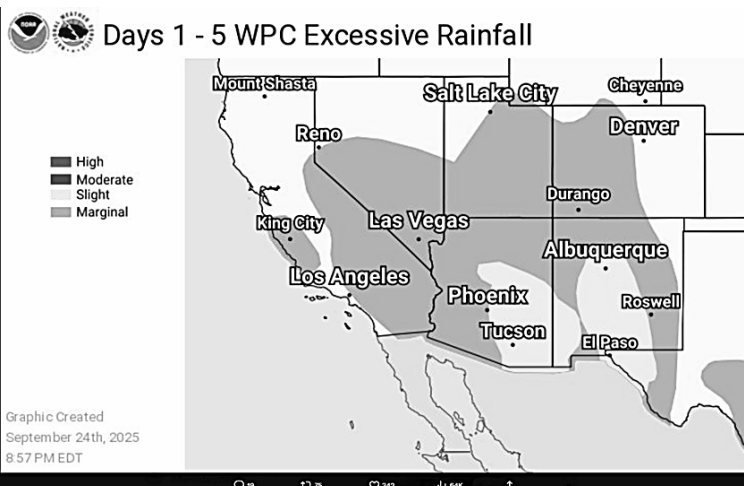 NOAA
Days 1 - 5 WPC Excessive Rainfall
Mount Shasta
Salt Lake City
Cheyenne
Reno
Denver
High
Moderate
Slight
Marginal
Durango
King City
Las Vegas
Albuquerque
Los Angeles
Phoenix
Roswell
Tucson
El Paso
Graphic Created
September 24th, 2025
8:57 PM EDT